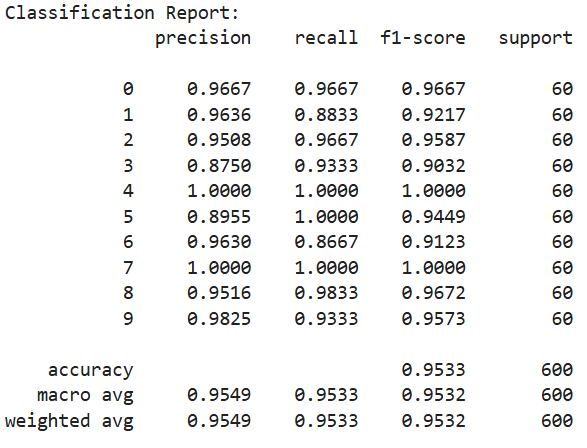 Classification Report:
precision recall f1-score support
0 0.9667 0.9667 0.9667 60
1 0.9636 0.8833 0.9217 60
2 0.9508 0.9667 0.9587 60
3 0.8750 0.9333 0.9032 60
4 1.0000 1.0000 1.0000 60
5 0.8955 1.0000 0.9449 60
6 0.9630 0.8667 0.9123 60
7 1.0000 1.0000 1.0000 60
8 0.9516 0.9833 0.9672 60
9 0.9825 0.9333 0.9573 60
accuracy 0.9533 600
macro avg 0.9549 0.9533 0.9532 600
weighted avg 0.9549 0.9533 0.9532 600